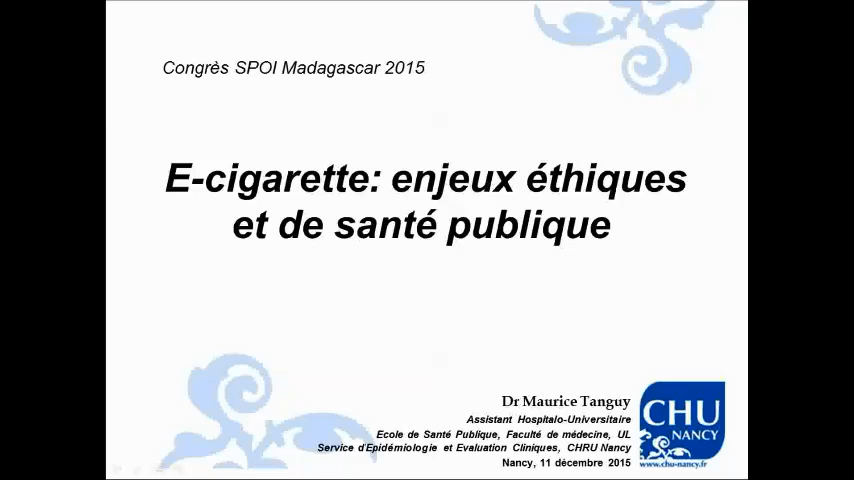 Congrès SPOI Madagascar 2015
E-cigarette: enjeux éthiques
et de santé publique
Dr Maurice Tanguy
Assistant Hospitalo-Universitaire
Ecole de Santé Publique, Faculté de médecine, UL
Service d'Epidémiologie et Evaluation Cliniques, CHRU Nancy
Nancy, 11 décembre 2015
CHU
NANCY
www.chu-nancy.fr